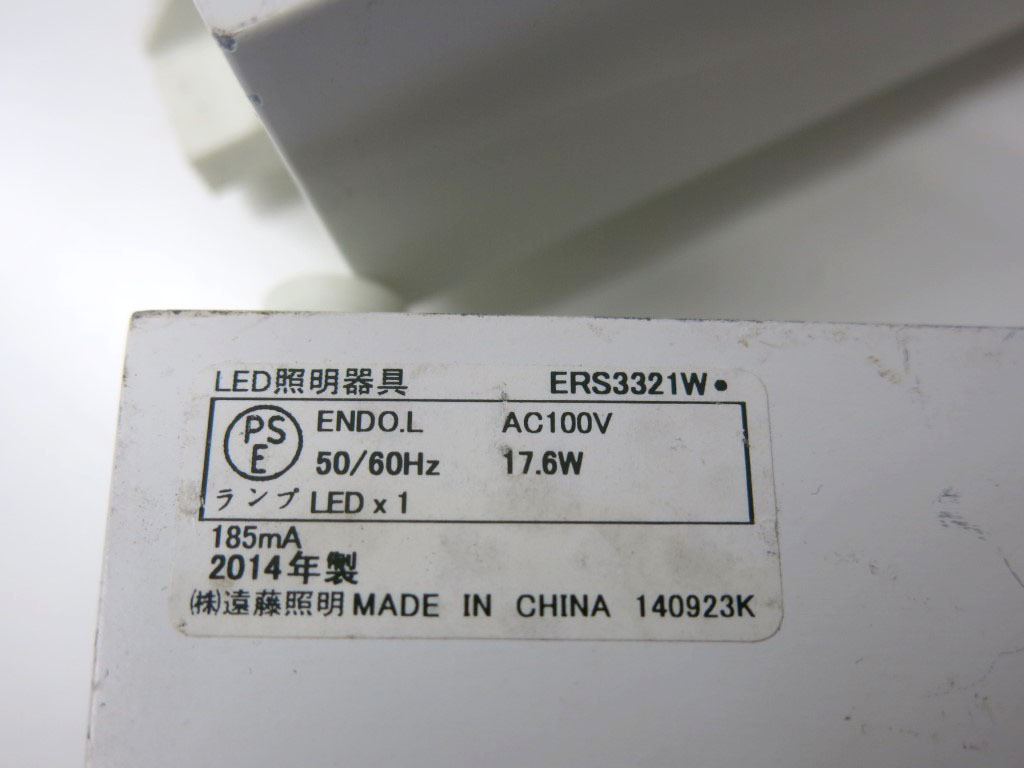 LED照明器具 ERS3321W●
PS
E
ENDO.L AC100V
50/60Hz 17.6W
ランプ LED x 1
185mA
2014年製
㈱遠藤照明 MADE IN CHINA 140923K